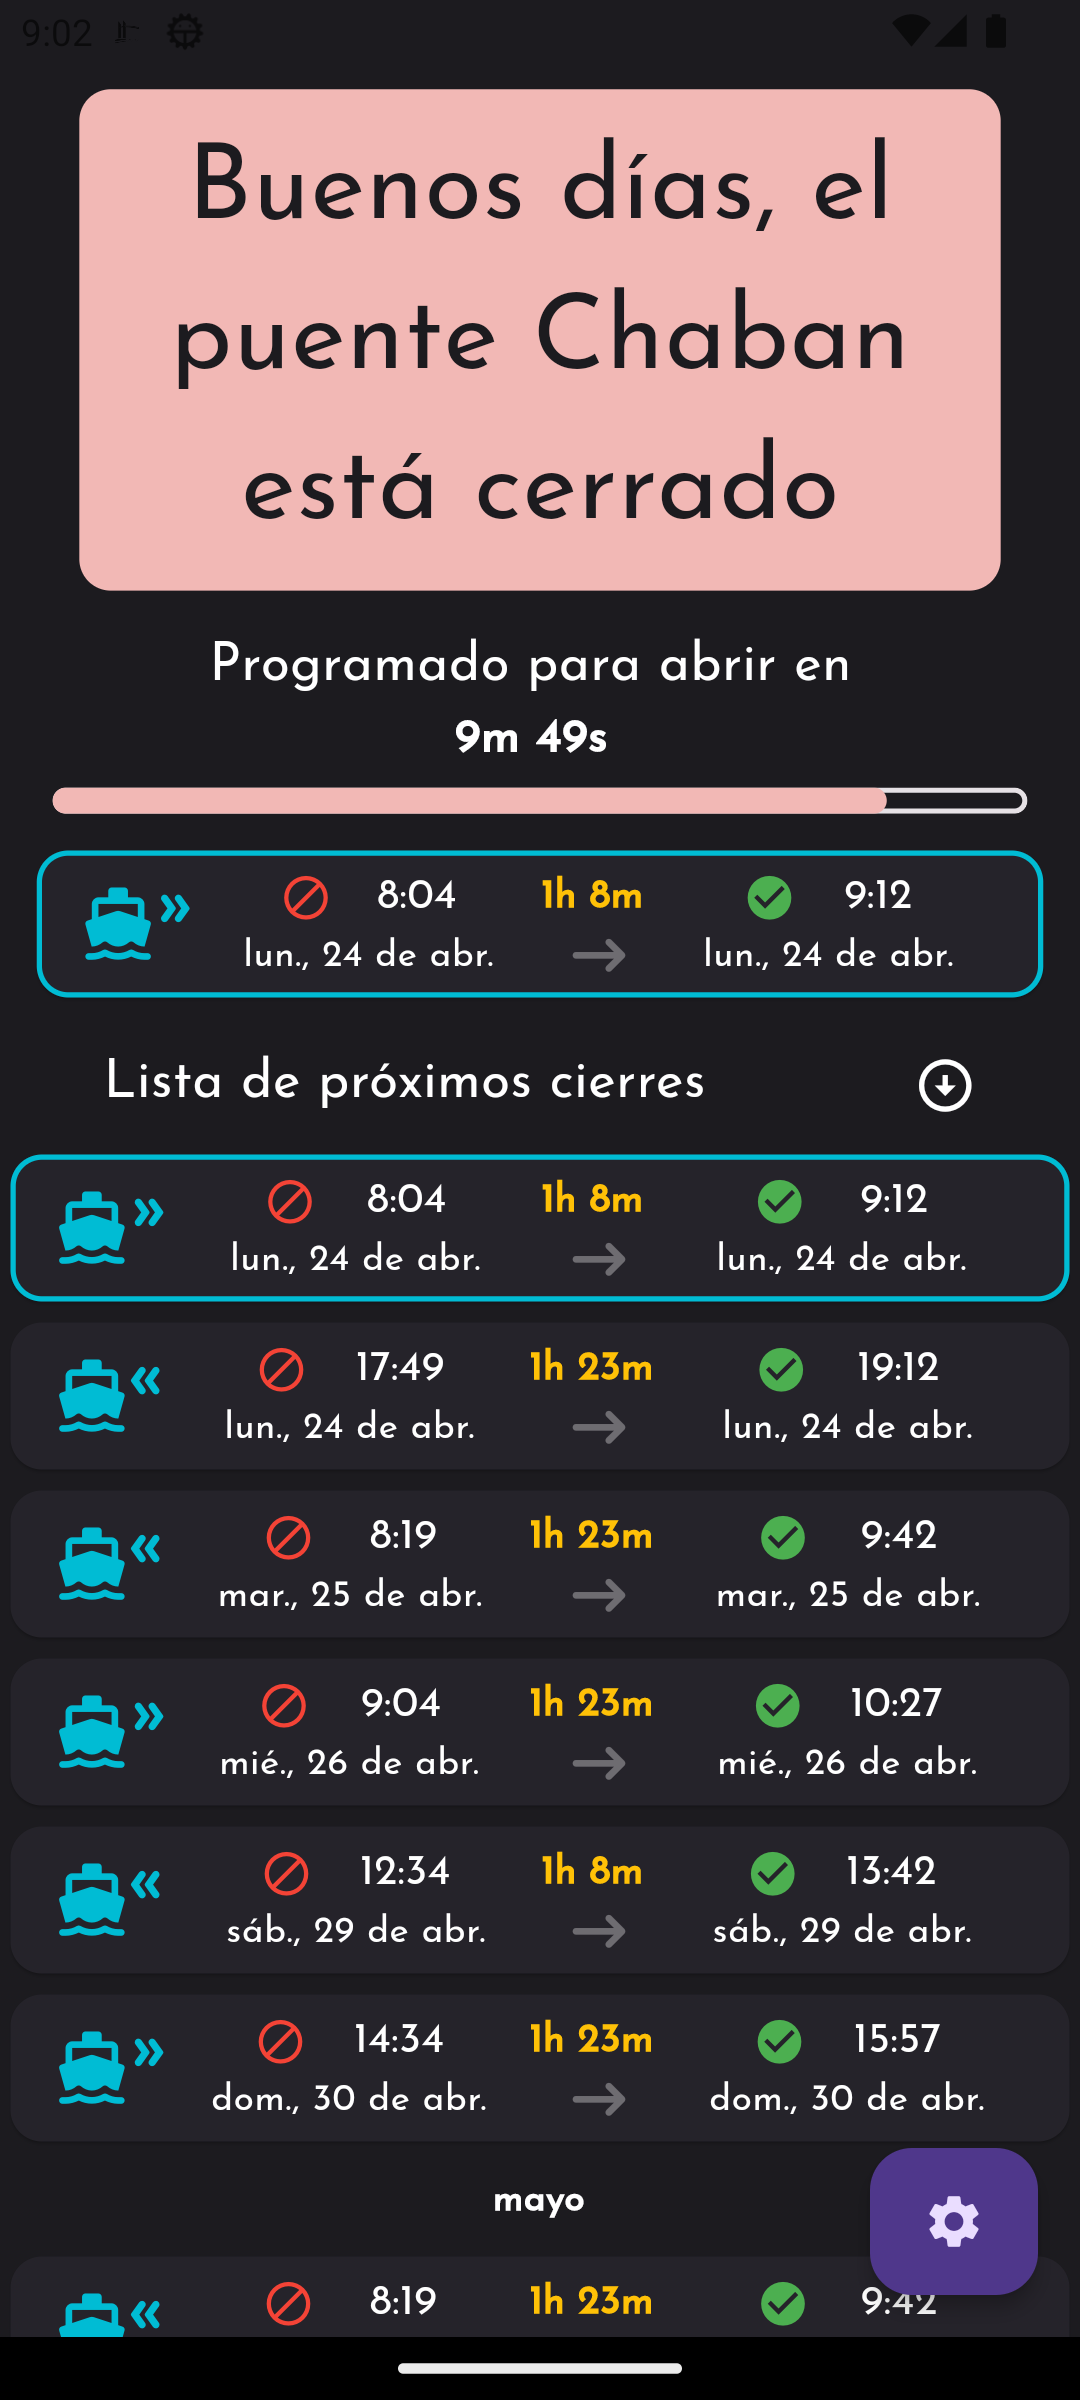 9:02
Buenos días, el
puente Chaban
está cerrado
Programado para abrir en
9m 49s
8:04 1h 8m 9:12
lun., 24 de abr. lun., 24 de abr.
Lista de próximos cierres
8:04 1h 8m 9:12
lun., 24 de abr. lun., 24 de abr.
17:49 1h 23m 19:12
lun., 24 de abr. lun., 24 de abr.
8:19 1h 23m 9:42
mar., 25 de abr. mar., 25 de abr.
9:04 1h 23m 10:27
mié., 26 de abr. mié., 26 de abr.
12:34 1h 8m 13:42
sáb., 29 de abr. sáb., 29 de abr.
14:34 1h 23m 15:57
dom., 30 de abr. dom., 30 de abr.
mayo
8:19 1h 23m 9:42